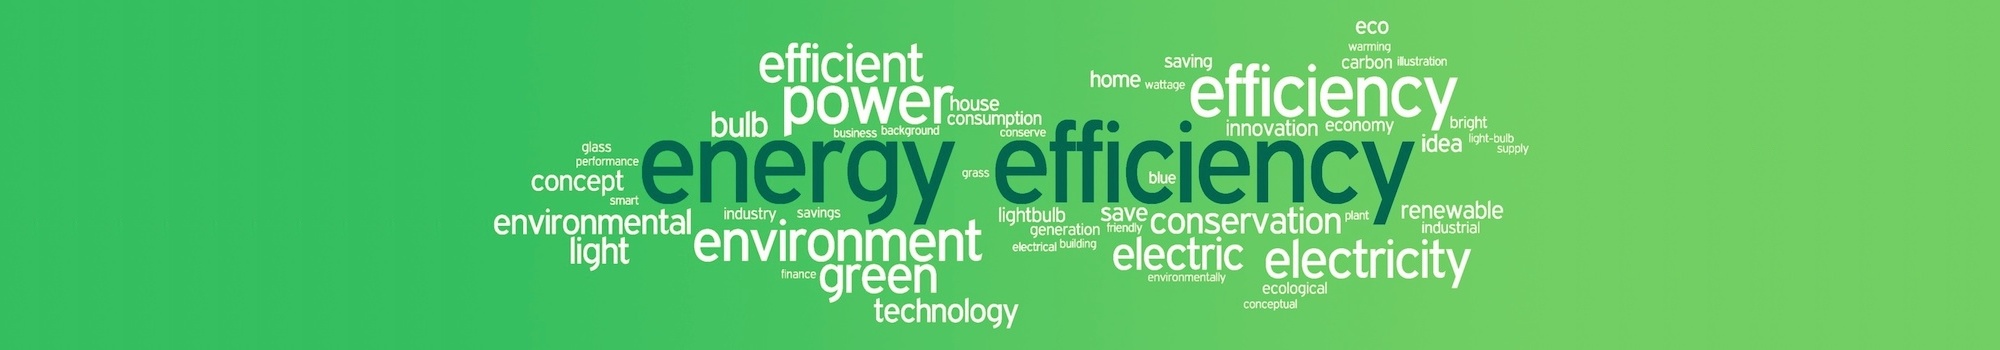 eco
warming
efficient
saving
carbon illustration
home wattage
efficiency
power
house
consumption
bulb
business background
conserve
innovation economy
bright
energy efficiency
idea
light-bulb
supply
glass
performance
grass
blue
concept
smart
environmental
industry savings
lightbulb
save
conservation
plant
renewable
generation
friendly
industrial
light
environment
electrical building
electric
electricity
finance
green
environmentally
ecological
technology
conceptual